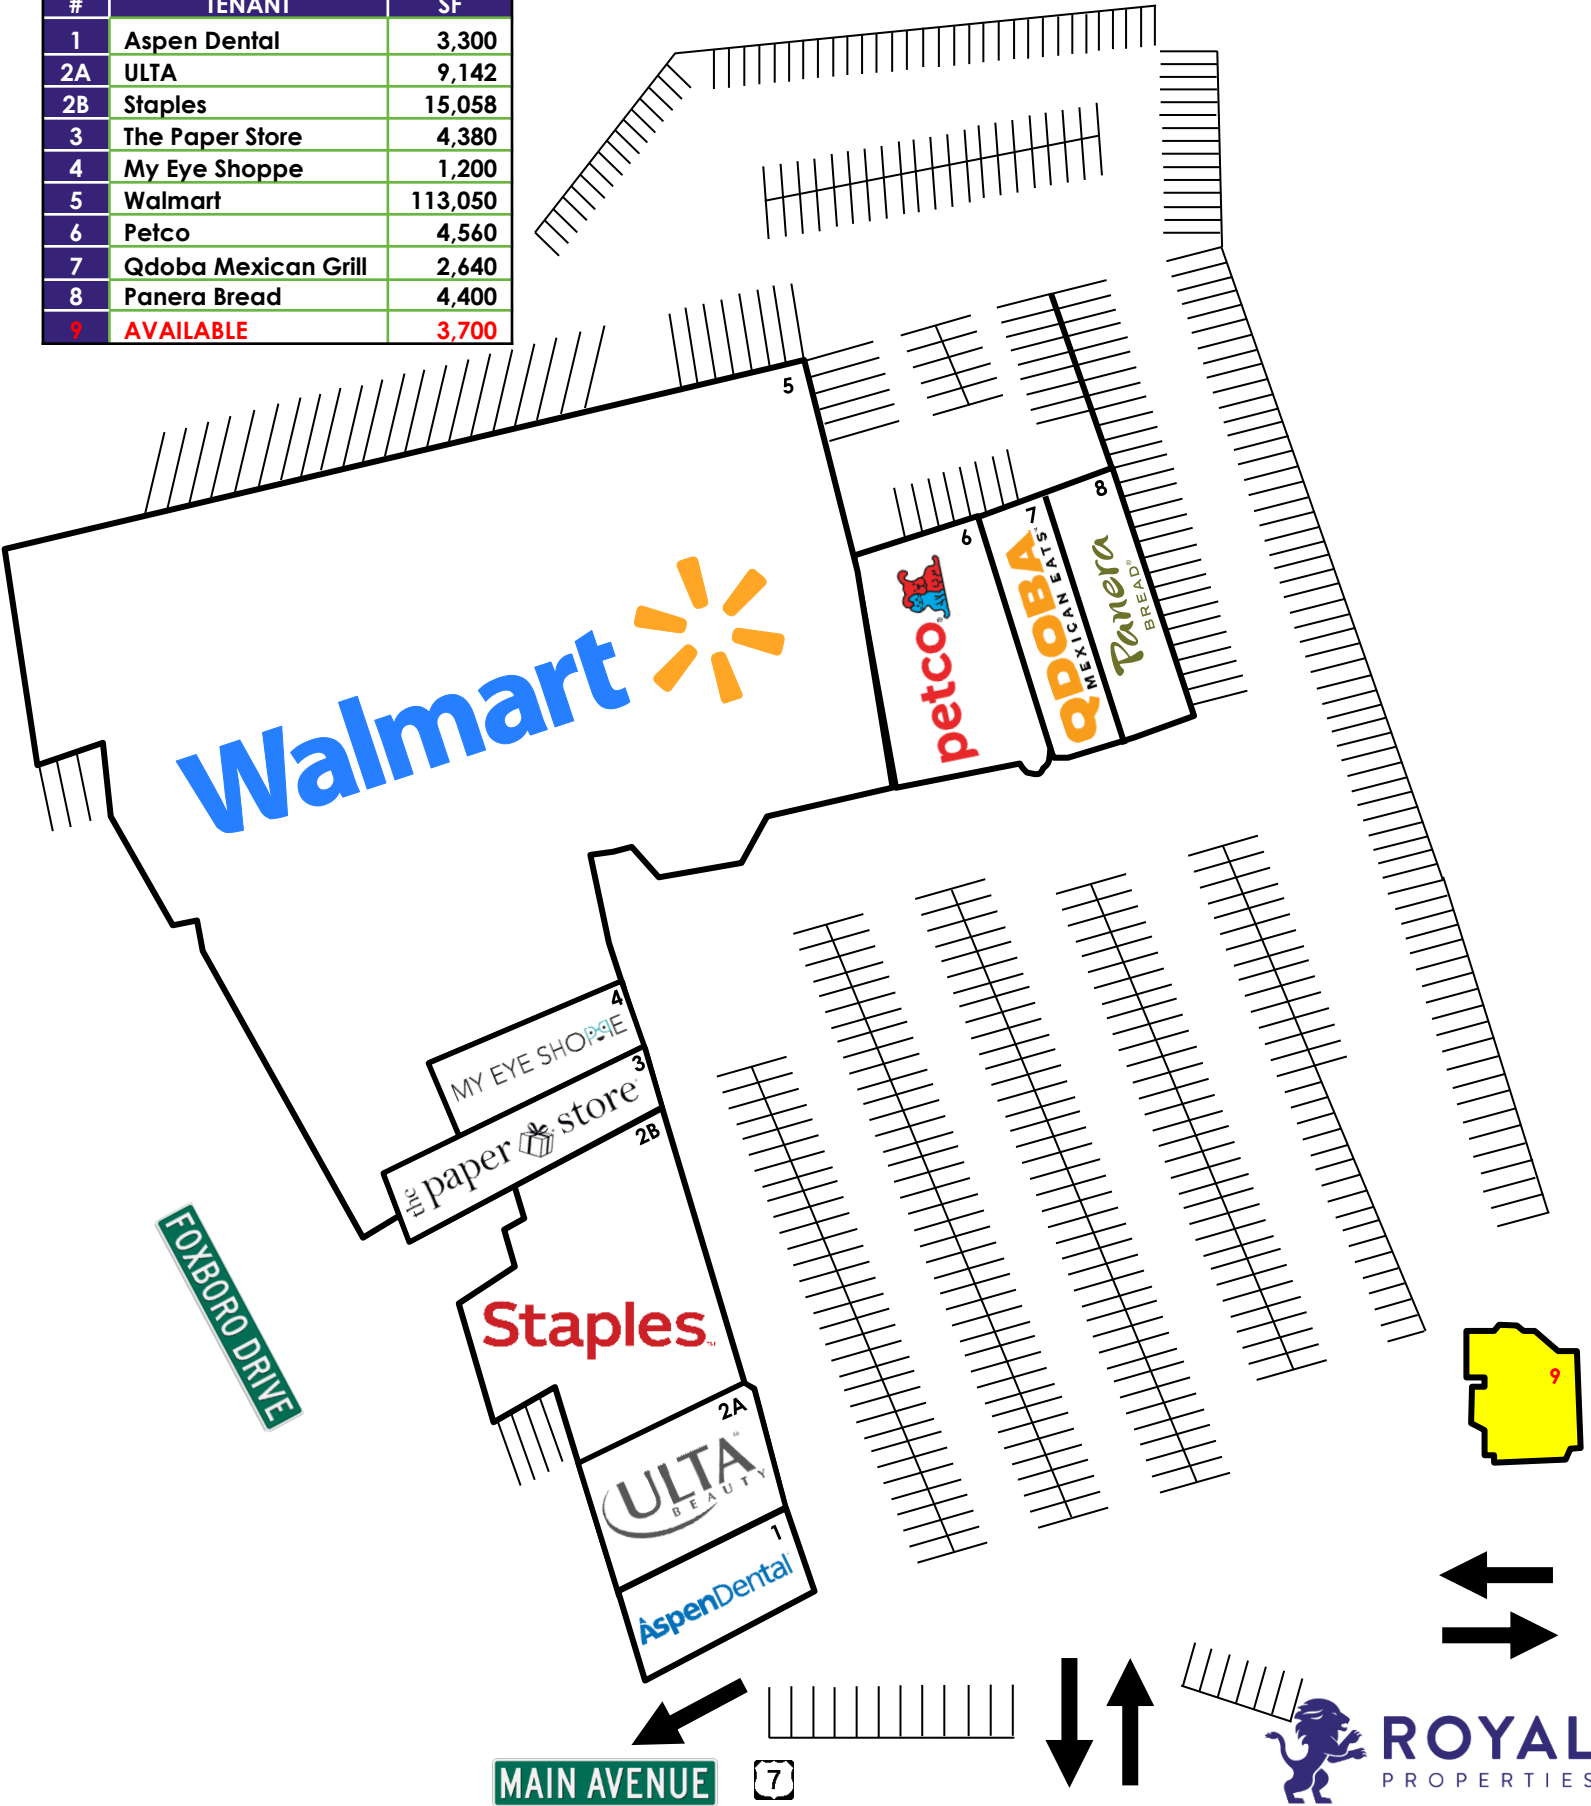 # TENANT SF
1 Aspen Dental 3,300
2A ULTA 9,142
2B Staples 15,058
3 The Paper Store 4,380
4 My Eye Shoppe 1,200
5 Walmart 113,050
6 Petco 4,560
7 Qdoba Mexican Grill 2,640
8 Panera Bread 4,400
9 AVAILABLE 3,700
5
Walmart
6
petco
7
QDOBA
MEXICAN EATS
8
Panera
BREAD
4
MY EYE SHOPPE
3
the paper store
2B
Staples
2A
ULTA
BEAUTY
1
AspenDental
9
FOXBORO DRIVE
MAIN AVENUE
7
ROYAL
PROPERTIES